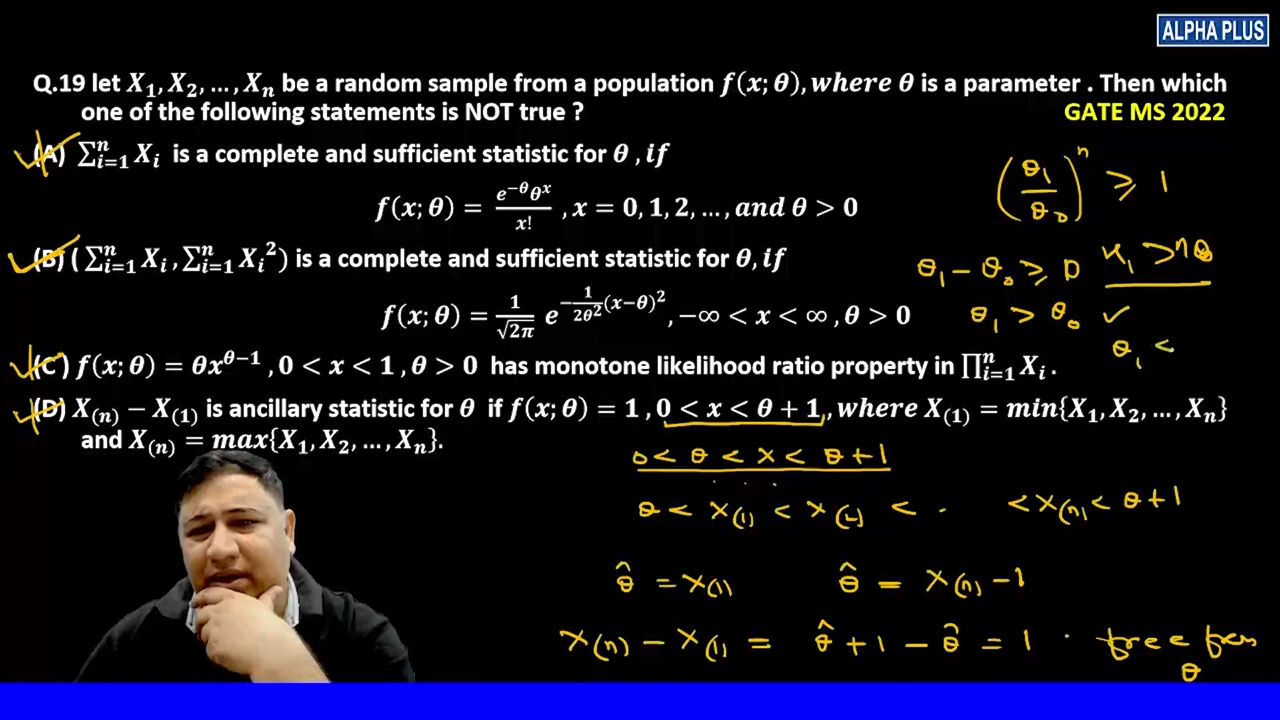 ALPHA PLUS
Q.19 let X₁, X₂, …, Xₙ be a random sample from a population f(x; θ), where θ is a parameter . Then which
one of the following statements is NOT true ?
GATE MS 2022
(A) ∑ⁿᵢ₌₁ Xᵢ is a complete and sufficient statistic for θ , if
f(x; θ) = e^{−θ}θ^x / x! , x = 0, 1, 2, …, and θ > 0
(B) ( ∑ⁿᵢ₌₁ Xᵢ, ∑ⁿᵢ₌₁ Xᵢ² ) is a complete and sufficient statistic for θ, if
f(x; θ) = 1/√2π e^{−1/2θ² (x−θ)²}, −∞ < x < ∞ , θ > 0
(C) f(x; θ) = θx^{θ−1} , 0 < x < 1 , θ > 0 has monotone likelihood ratio property in ∏ⁿᵢ₌₁ Xᵢ .
(D) X₍ₙ₎ − X₍₁₎ is ancillary statistic for θ if f(x; θ) = 1 , 0 < x < θ + 1, , where X₍₁₎ = min{X₁, X₂, …, Xₙ}
and X₍ₙ₎ = max{X₁, X₂, …, Xₙ}.
(θ₁/θ₀)ⁿ ⩾ 1
θ₁ − θ₀ ⩾ 0
θ₁ > θ₀ ✓
θ₁ <
0 < θ < x < θ + 1
θ < X₍₁₎ < X₍₂₎ < . < X₍ₙ₎ < θ + 1
θ̂ = X₍₁₎ θ̂ = X₍ₙ₎ − 1
X₍ₙ₎ − X₍₁₎ = θ̂ + 1 − θ̂ = 1 . free from
θ